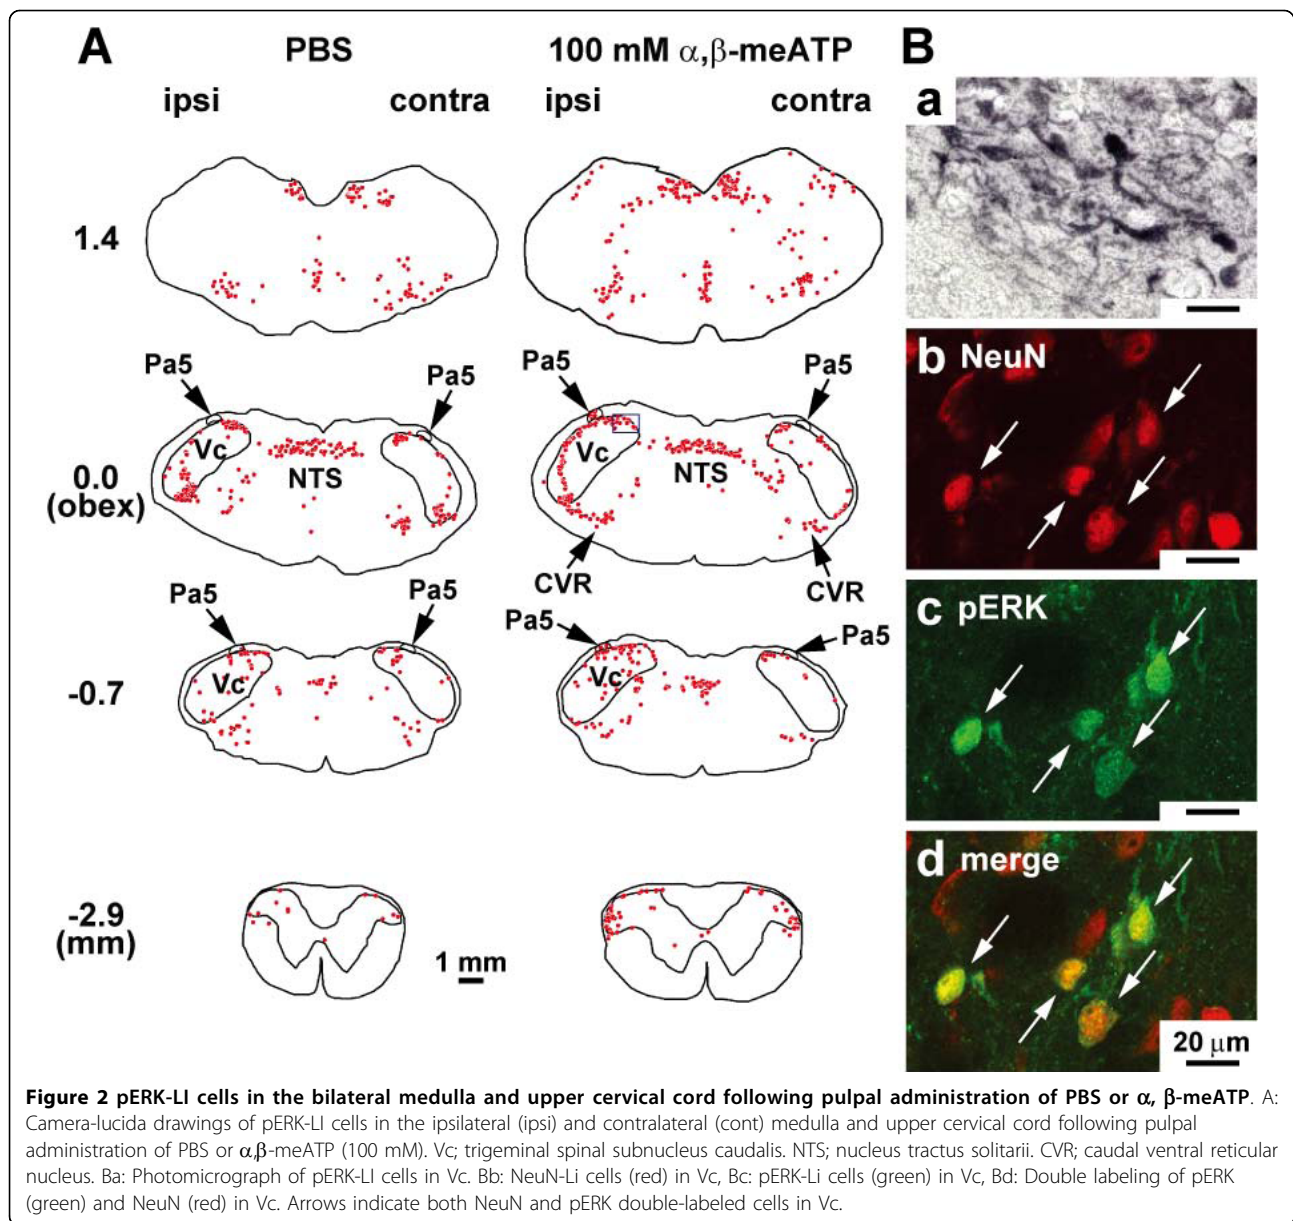 A
PBS
100 mM α,β-meATP
ipsi
contra
ipsi
contra
1.4
Pa5
Pa5
Pa5
Pa5
Vc
NTS
Vc
NTS
0.0
(obex)
CVR
CVR
Pa5
Pa5
Pa5
Pa5
Vc
Vc
-0.7
-2.9
(mm)
1 mm
B
a
b NeuN
c pERK
d merge
20 μm
Figure 2 pERK-LI cells in the bilateral medulla and upper cervical cord following pulpal administration of PBS or α, β-meATP. A:
Camera-lucida drawings of pERK-LI cells in the ipsilateral (ipsi) and contralateral (cont) medulla and upper cervical cord following pulpal
administration of PBS or α,β-meATP (100 mM). Vc; trigeminal spinal subnucleus caudalis. NTS; nucleus tractus solitarii. CVR; caudal ventral reticular
nucleus. Ba: Photomicrograph of pERK-LI cells in Vc. Bb: NeuN-Li cells (red) in Vc, Bc: pERK-Li cells (green) in Vc, Bd: Double labeling of pERK
(green) and NeuN (red) in Vc. Arrows indicate both NeuN and pERK double-labeled cells in Vc.